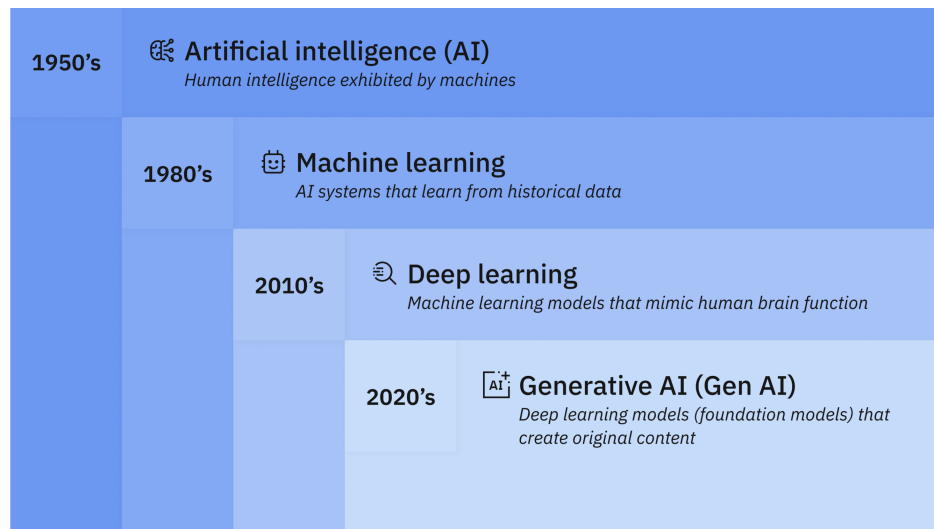 1950’s
Artificial intelligence (AI)
Human intelligence exhibited by machines
1980’s
Machine learning
AI systems that learn from historical data
2010’s
Deep learning
Machine learning models that mimic human brain function
2020’s
AI
Generative AI (Gen AI)
Deep learning models (foundation models) that
create original content